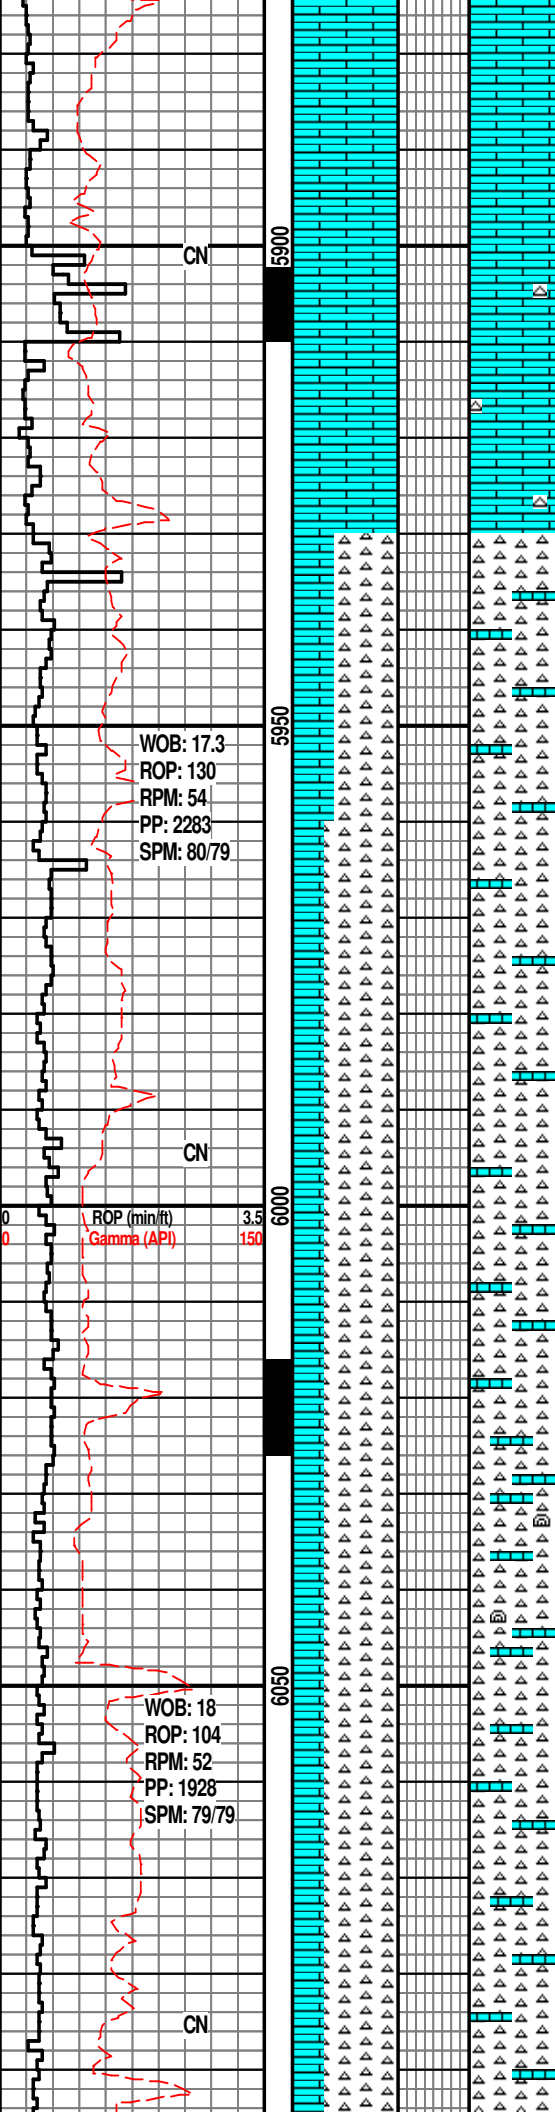 5900
CN
5950
WOB: 17.3
ROP: 130
RPM: 54
PP: 2283
SPM: 80/79
CN
6000
0 ROP (min/ft) 3.5
0 Gamma (API) 150
6050
WOB: 18
ROP: 104
RPM: 52
PP: 1928
SPM: 79/79
CN